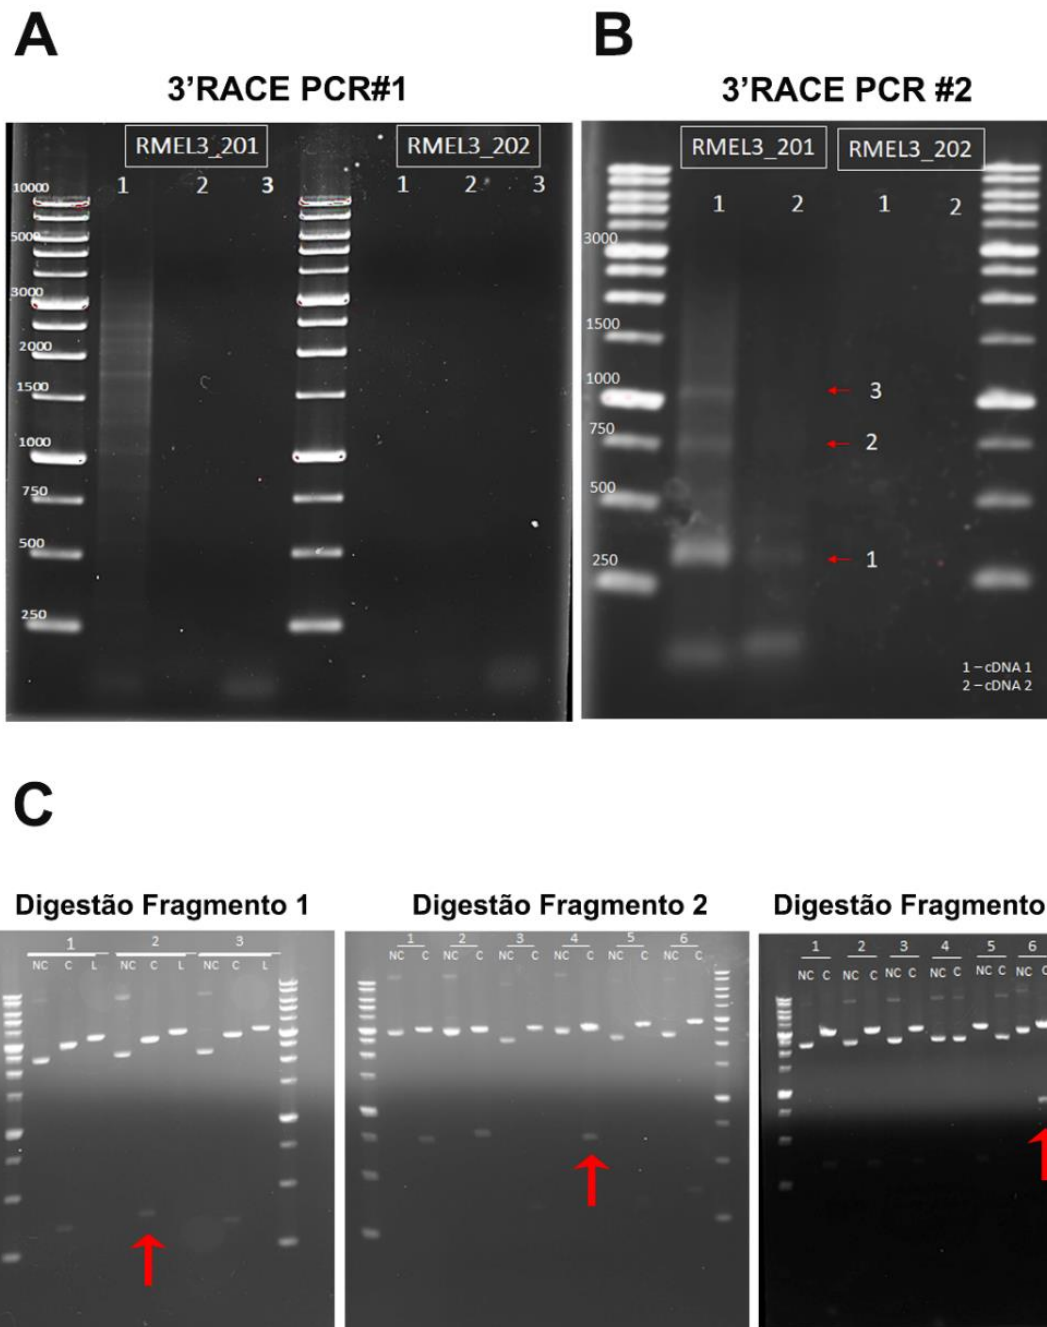 A
3’RACE PCR#1
RMEL3_201
RMEL3_202
1 2 3
1 2 3
10000
5000
3000
2000
1500
1000
750
500
250
B
3’RACE PCR #2
RMEL3_201
RMEL3_202
1 2
1 2
3000
1500
1000
750
500
250
3
2
1
1 – cDNA 1
2 – cDNA 2
C
Digestão Fragmento 1
1 2 3
NC C L NC C L NC C L
Digestão Fragmento 2
1 2 3 4 5 6
NC C NC C NC C NC C NC C NC C
Digestão Fragmento
1 2 3 4 5 6
NC C NC C NC C NC C NC C NC C